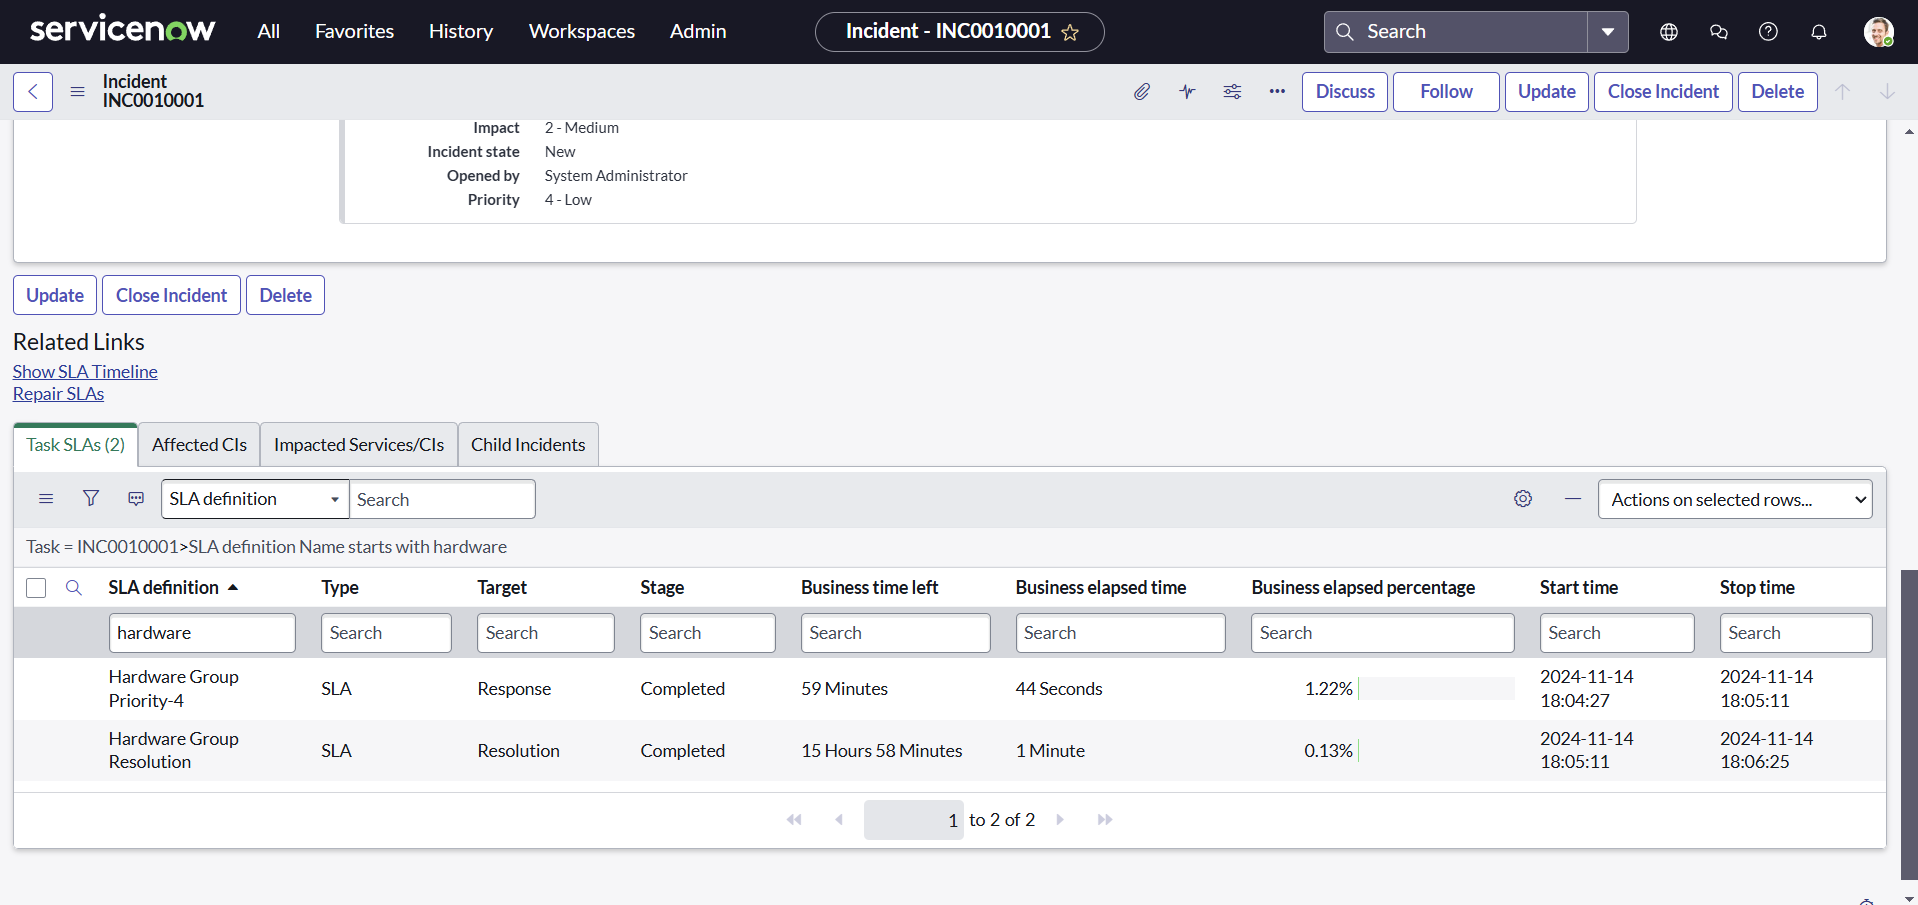 servicenow All Favorites History Workspaces Admin Incident - INC0010001 Search
Incident
INC0010001
Discuss Follow Update Close Incident Delete
Impact 2 - Medium
Incident state New
Opened by System Administrator
Priority 4 - Low
Update Close Incident Delete
Related Links
Show SLA Timeline
Repair SLAs
Task SLAs (2) Affected CIs Impacted Services/CIs Child Incidents
SLA definition Search Actions on selected rows...
Task = INC0010001>SLA definition Name starts with hardware
SLA definition Type Target Stage Business time left Business elapsed time Business elapsed percentage Start time Stop time
hardware Search Search Search Search Search Search Search Search
Hardware Group Priority-4 SLA Response Completed 59 Minutes 44 Seconds 1.22% 2024-11-14 18:04:27 2024-11-14 18:05:11
Hardware Group Resolution SLA Resolution Completed 15 Hours 58 Minutes 1 Minute 0.13% 2024-11-14 18:05:11 2024-11-14 18:06:25
1 to 2 of 2